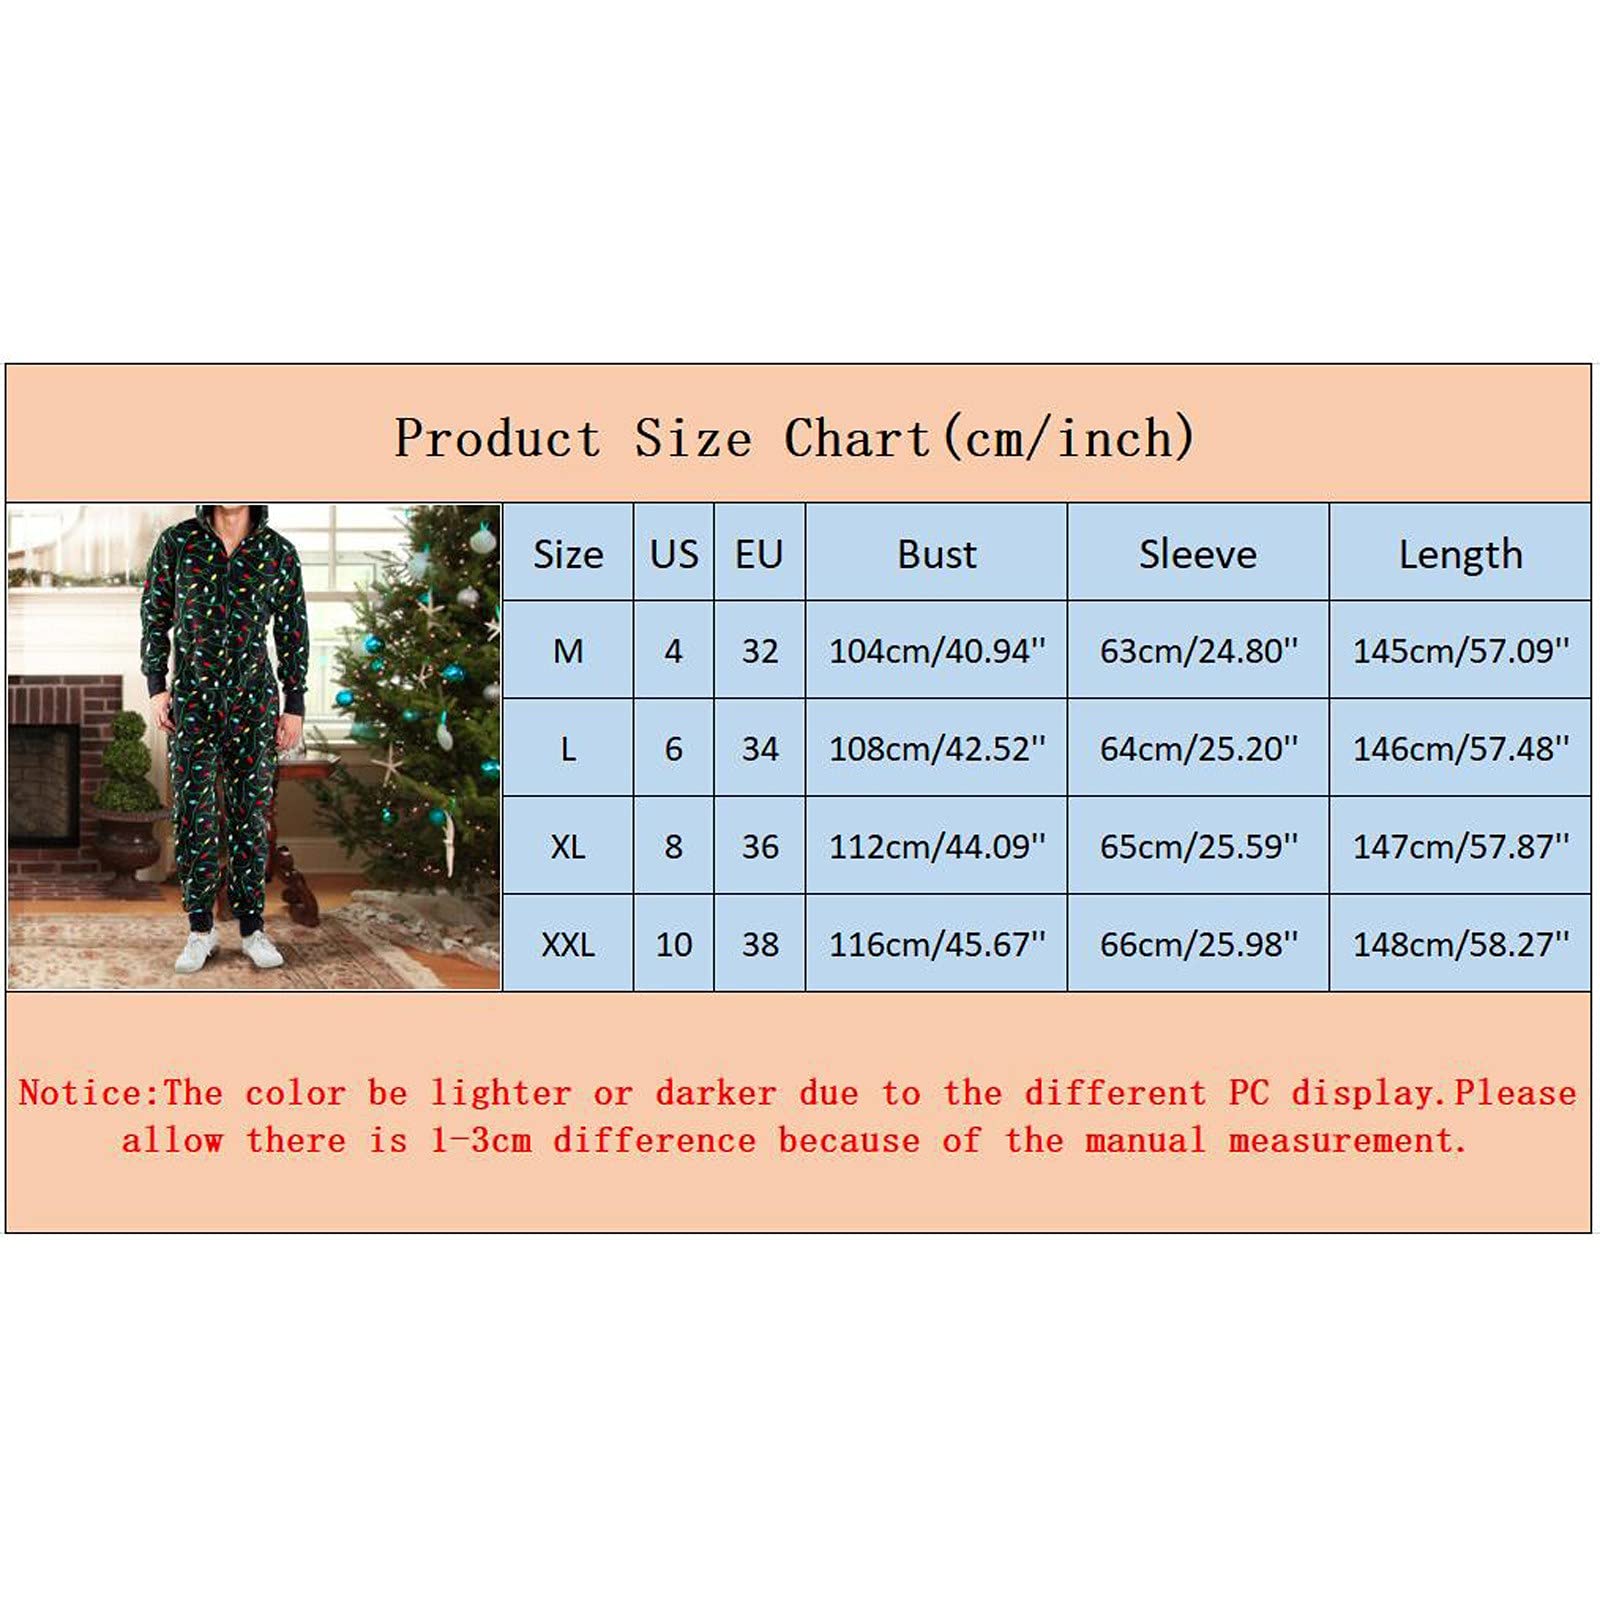 Product Size Chart(cm/inch)
Size US EU Bust Sleeve Length
M 4 32 104cm/40.94'' 63cm/24.80'' 145cm/57.09''
L 6 34 108cm/42.52'' 64cm/25.20'' 146cm/57.48''
XL 8 36 112cm/44.09'' 65cm/25.59'' 147cm/57.87''
XXL 10 38 116cm/45.67'' 66cm/25.98'' 148cm/58.27''
Notice:The color be lighter or darker due to the different PC display.Please
allow there is 1-3cm difference because of the manual measurement.